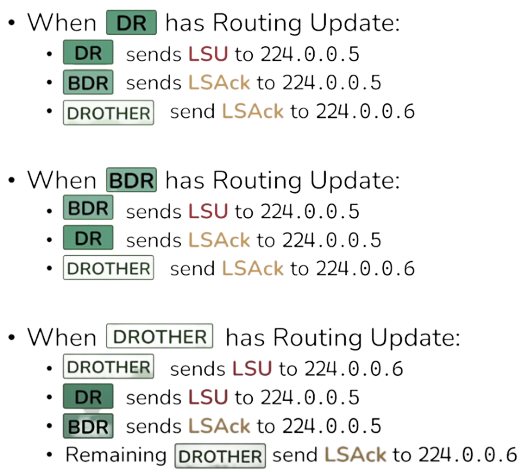 • When DR has Routing Update:
• DR sends LSU to 224.0.0.5
• BDR sends LSAck to 224.0.0.5
• DROTHER send LSAck to 224.0.0.6
• When BDR has Routing Update:
• BDR sends LSU to 224.0.0.5
• DR sends LSAck to 224.0.0.5
• DROTHER send LSAck to 224.0.0.6
• When DROTHER has Routing Update:
• DROTHER sends LSU to 224.0.0.6
• DR sends LSU to 224.0.0.5
• BDR sends LSAck to 224.0.0.5
• Remaining DROTHER send LSAck to 224.0.0.6